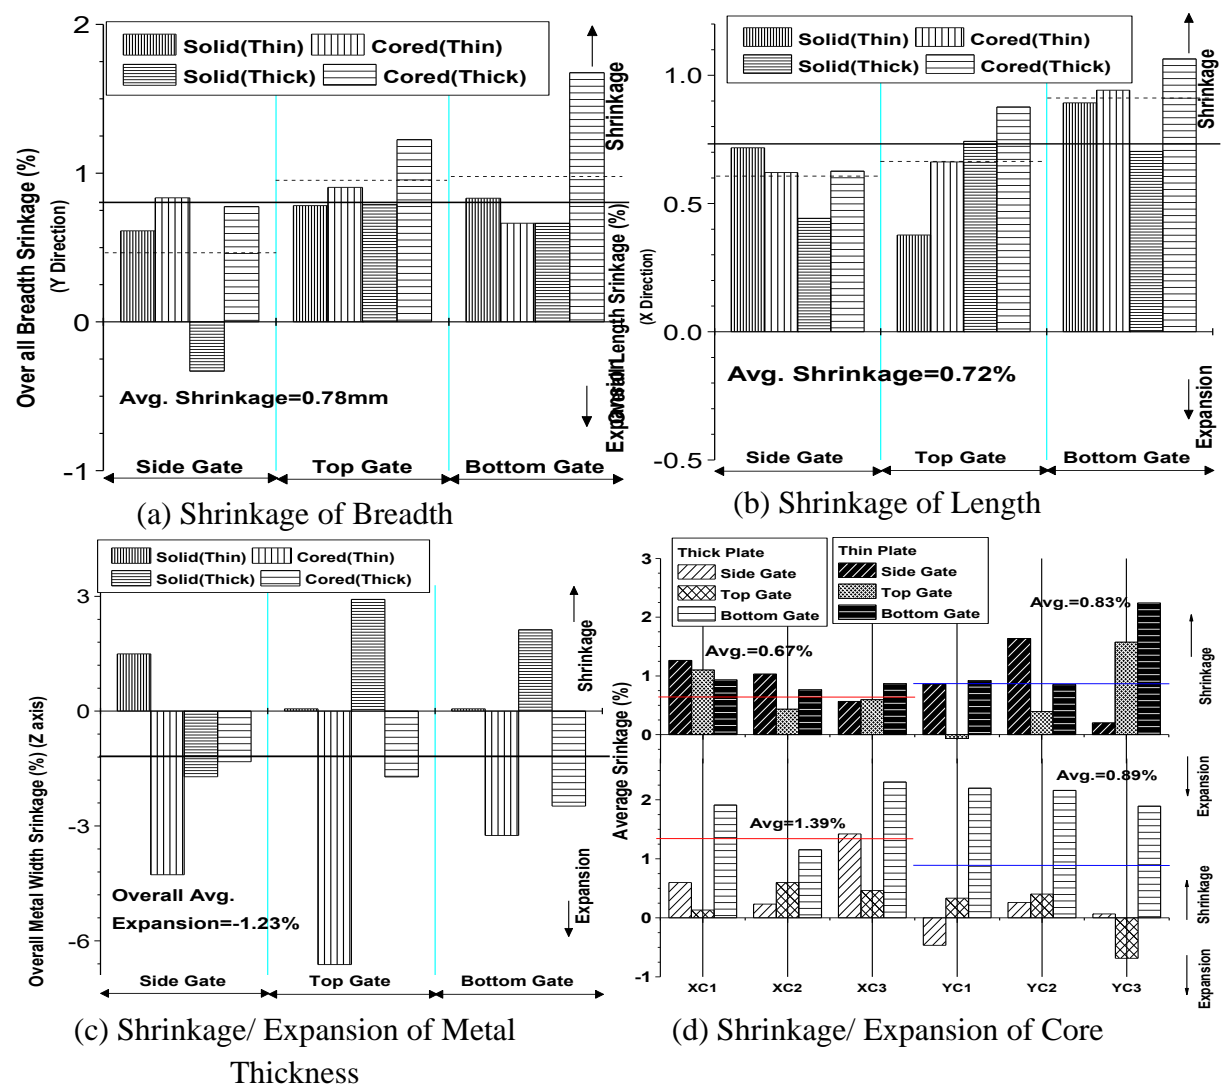 2
Solid(Thin) Cored(Thin)
Solid(Thick) Cored(Thick)
Shrinkage
1
0
-1
Over all Breadth Srinkage (%)
(Y Direction)
Avg. Shrinkage=0.78mm
Expansion
Side Gate Top Gate Bottom Gate
(a) Shrinkage of Breadth
Solid(Thin) Cored(Thin)
Solid(Thick) Cored(Thick)
Shrinkage
1.0
0.5
0.0
-0.5
Length Srinkage (%)
(X Direction)
Avg. Shrinkage=0.72%
Expansion
Side Gate Top Gate Bottom Gate
(b) Shrinkage of Length
Solid(Thin) Cored(Thin)
Solid(Thick) Cored(Thick)
Shrinkage
3
0
-3
-6
Overall Metal Width Srinkage (%) (Z axis)
Overall Avg.
Expansion=-1.23%
Expansion
Side Gate Top Gate Bottom Gate
(c) Shrinkage/ Expansion of Metal
Thickness
3
Thick Plate
Side Gate
Top Gate
Bottom Gate
Thin Plate
Side Gate
Top Gate
Bottom Gate
2
1
0
Avg.=0.67%
Avg.=0.83%
Shrinkage
Expansion
Average Srinkage (%)
2
1
0
-1
Avg=1.39%
Avg.=0.89%
Shrinkage
Expansion
XC1 XC2 XC3 YC1 YC2 YC3
(d) Shrinkage/ Expansion of Core